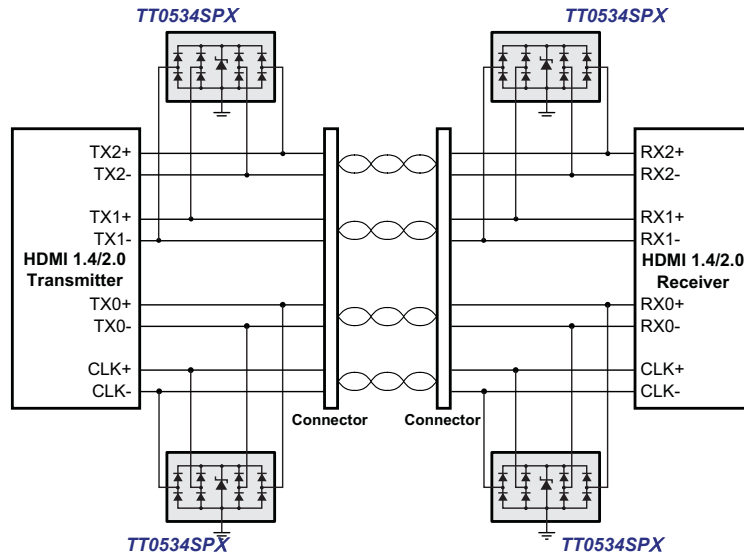 TT0534SPX
TT0534SPX
TX2+
TX2-
TX1+
TX1-
HDMI 1.4/2.0
Transmitter
TX0+
TX0-
CLK+
CLK-
RX2+
RX2-
RX1+
RX1-
HDMI 1.4/2.0
Receiver
RX0+
RX0-
CLK+
CLK-
Connector
Connector
TT0534SPX
TT0534SPX